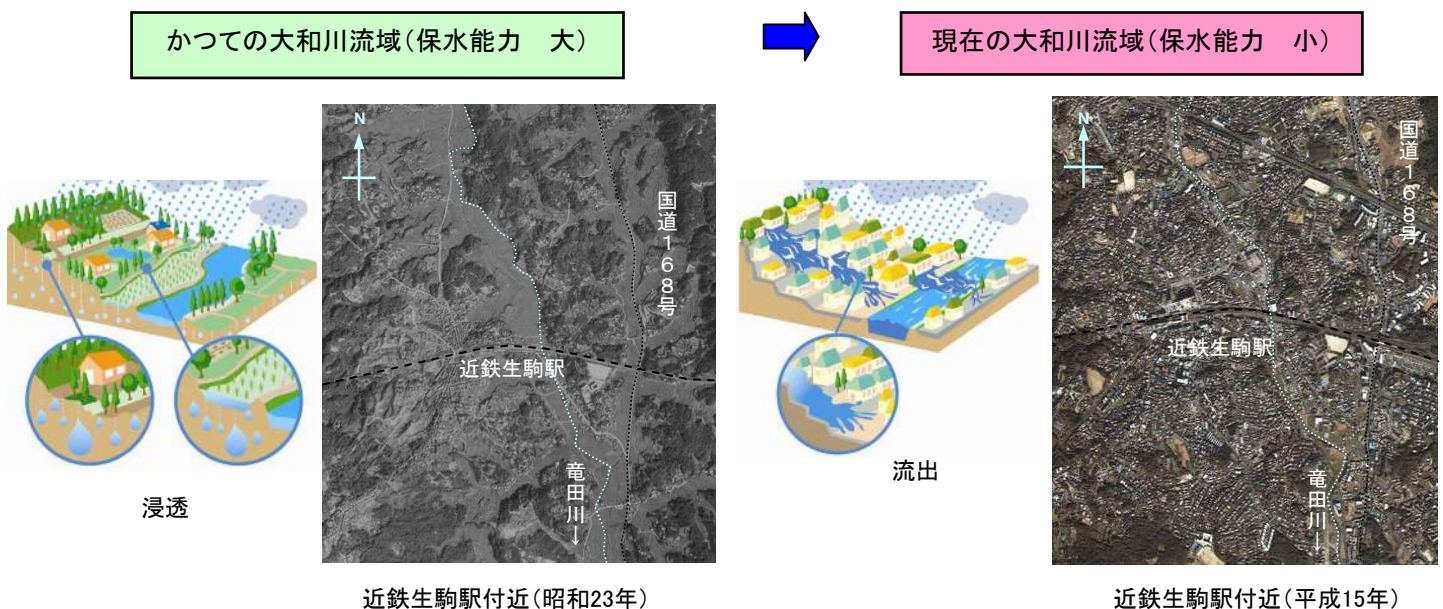 かつての大和川流域(保水能力　大)
現在の大和川流域(保水能力　小)
N
国道168号
近鉄生駒駅
竜田川→
浸透
近鉄生駒駅付近(昭和23年)
N
国道168号
近鉄生駒駅
竜田川→
流出
近鉄生駒駅付近(平成15年)